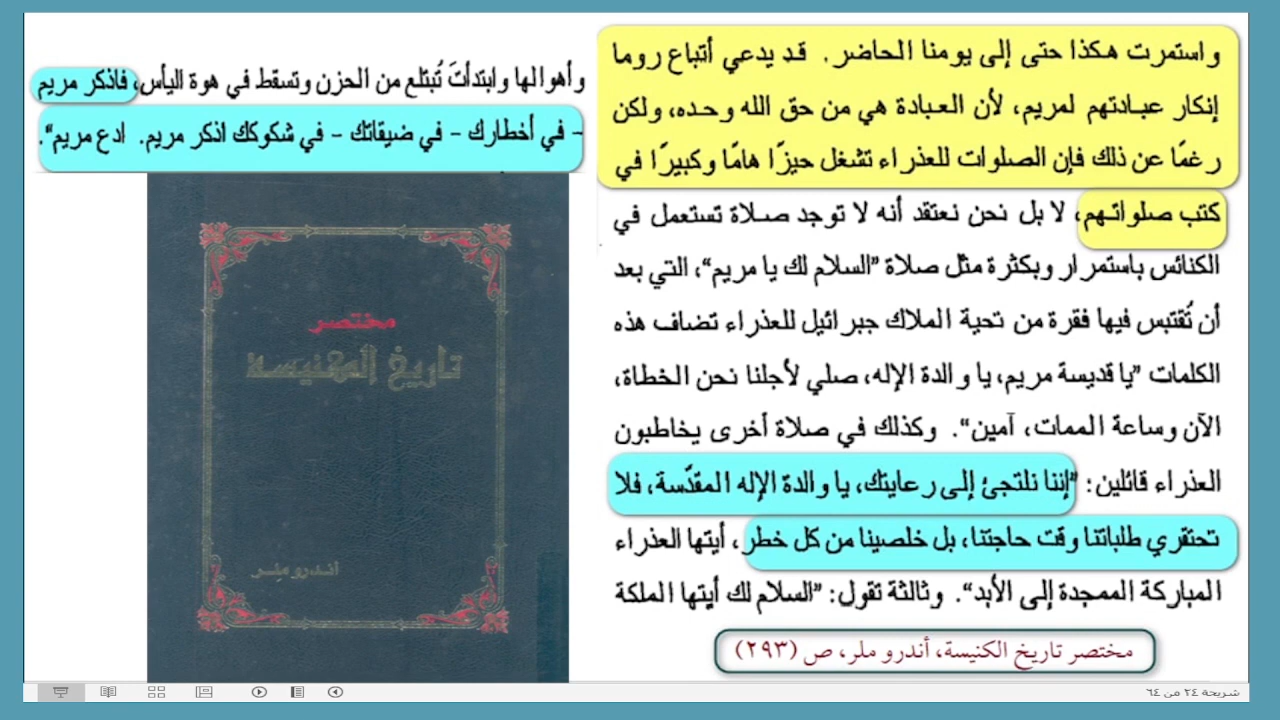 واستمرت هكذا حتى إلى يومنا الحاضر. قد يدعي أتباع روما
إنكار عبادتهم لمريم، لأن العبادة هي من حق الله وحده، ولكن
رغمًا عن ذلك فإن الصلوات للعذراء تشغل حيزًا هامًا وكبيرًا في
كتب صلواتهم، لا بل نحن نعتقد أنه لا توجد صلاة تستعمل في
الكنائس باستمرار وبكثرة مثل صلاة ”السلام لك يا مريم“، التي بعد
أن تُقتبس فيها فقرة من تحية الملاك جبرائيل للعذراء تضاف هذه
الكلمات ”يا قديسة مريم، يا والدة الإله، صلي لأجلنا نحن الخطاة،
الآن وساعة الممات، آمين“. وكذلك في صلاة أخرى يخاطبون
العذراء قائلين: ”إننا نلتجئ إلى رعايتك، يا والدة الإله المقدّسة، فلا
تحتقري طلباتنا وقت حاجتنا، بل خلصينا من كل خطر، أيتها العذراء
المباركة الممجدة إلى الأبد“. وثالثة تقول: ”السلام لك أيتها الملكة
مختصر تاريخ الكنيسة، أندرو ملر، ص (٢٩٣)
وأهوالها وابتدأتَ تُبتلع من الحزن وتسقط في هوة اليأس، فاذكر مريم
- في أخطارك - في ضيقاتك - في شكوكك اذكر مريم. ادع مريم“.
مختصر
تاريخ الكنيسة
اندرو ملر
شريحة ٢٤ من ٦٤